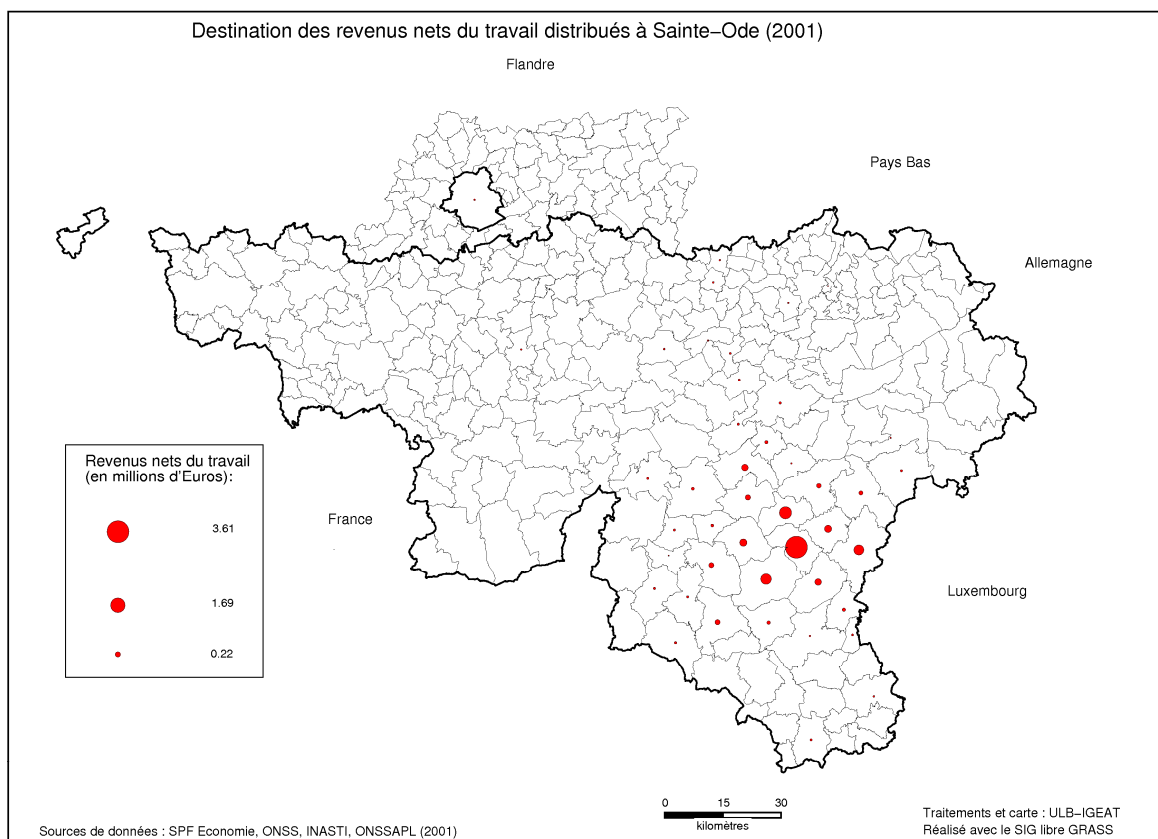 Destination des revenus nets du travail distribués à Sainte−Ode (2001)
Flandre
Pays Bas
Allemagne
Revenus nets du travail
(en millions d'Euros):
3.61
1.69
0.22
France
Luxembourg
0 15 30
kilomètres
Sources de données : SPF Economie, ONSS, INASTI, ONSSAPL (2001)
Traitements et carte : ULB−IGEAT
Réalisé avec le SIG libre GRASS